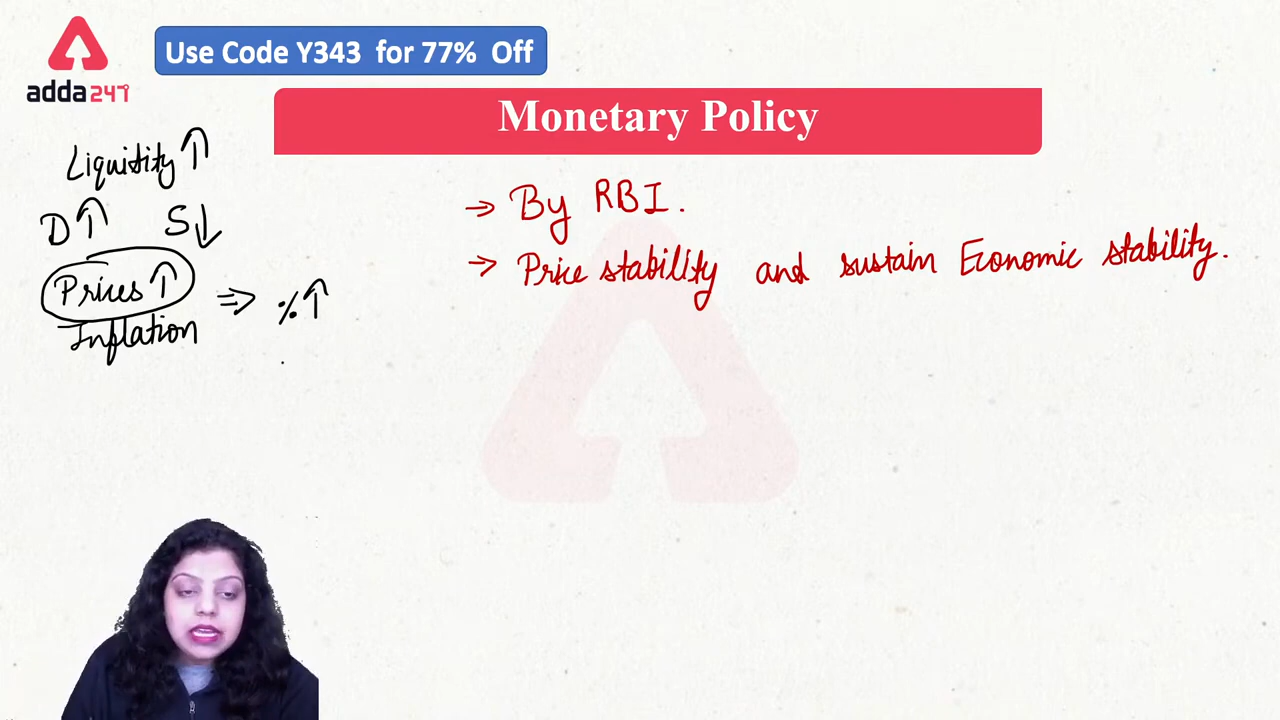 Use Code Y343 for 77% Off
adda247
Monetary Policy
Liquitity ↑
D↑ S↓
Prices ↑ ⇒ %↑
Inflation
→ By RBI.
→ Price stability and sustain Economic stability.